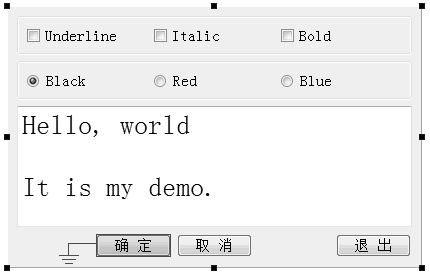 Underline Italic Bold
Black Red Blue
Hello, world
It is my demo.
确 定 取 消 退 出